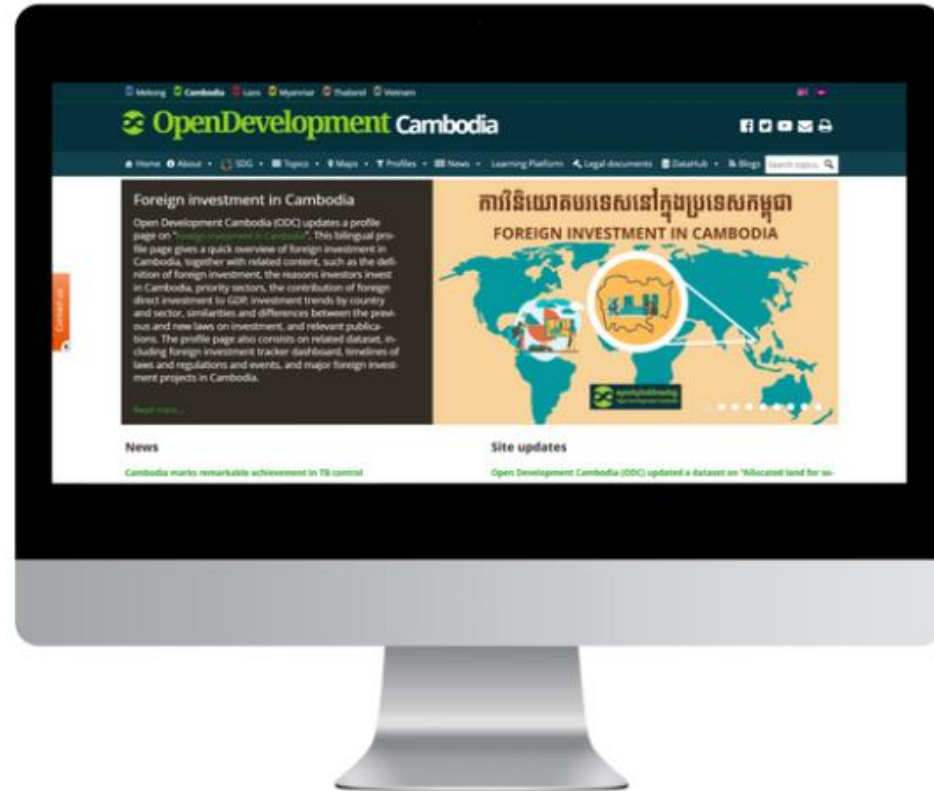 Mekong Cambodia Laos Myanmar Thailand Vietnam
OpenDevelopment Cambodia
Home About SDG Topics Maps Profiles News Learning Platform Legal documents DataHub Blogs Search topics,
Contact us
Foreign investment in Cambodia
Open Development Cambodia (ODC) updates a profile
page on "Foreign investment in Cambodia". This bilingual pro-
file page gives a quick overview of foreign investment in
Cambodia, together with related content, such as the defi-
nition of foreign investment, the reasons investors invest
in Cambodia, priority sectors, the contribution of foreign
direct investment to GDP, investment trends by country
and sector, similarities and differences between the previ-
ous and new laws on investment, and relevant publica-
tions. The profile page also consists on related dataset, in-
cluding foreign investment tracker dashboard, timelines of
laws and regulations and events, and major foreign invest-
ment projects in Cambodia.
Read more...
ការវិនិយោគបរទេសនៅក្នុងប្រទេសកម្ពុជា
FOREIGN INVESTMENT IN CAMBODIA
News
Cambodia marks remarkable achievement in TB control
Site updates
Open Development Cambodia (ODC) updated a dataset on "Allocated land for so-